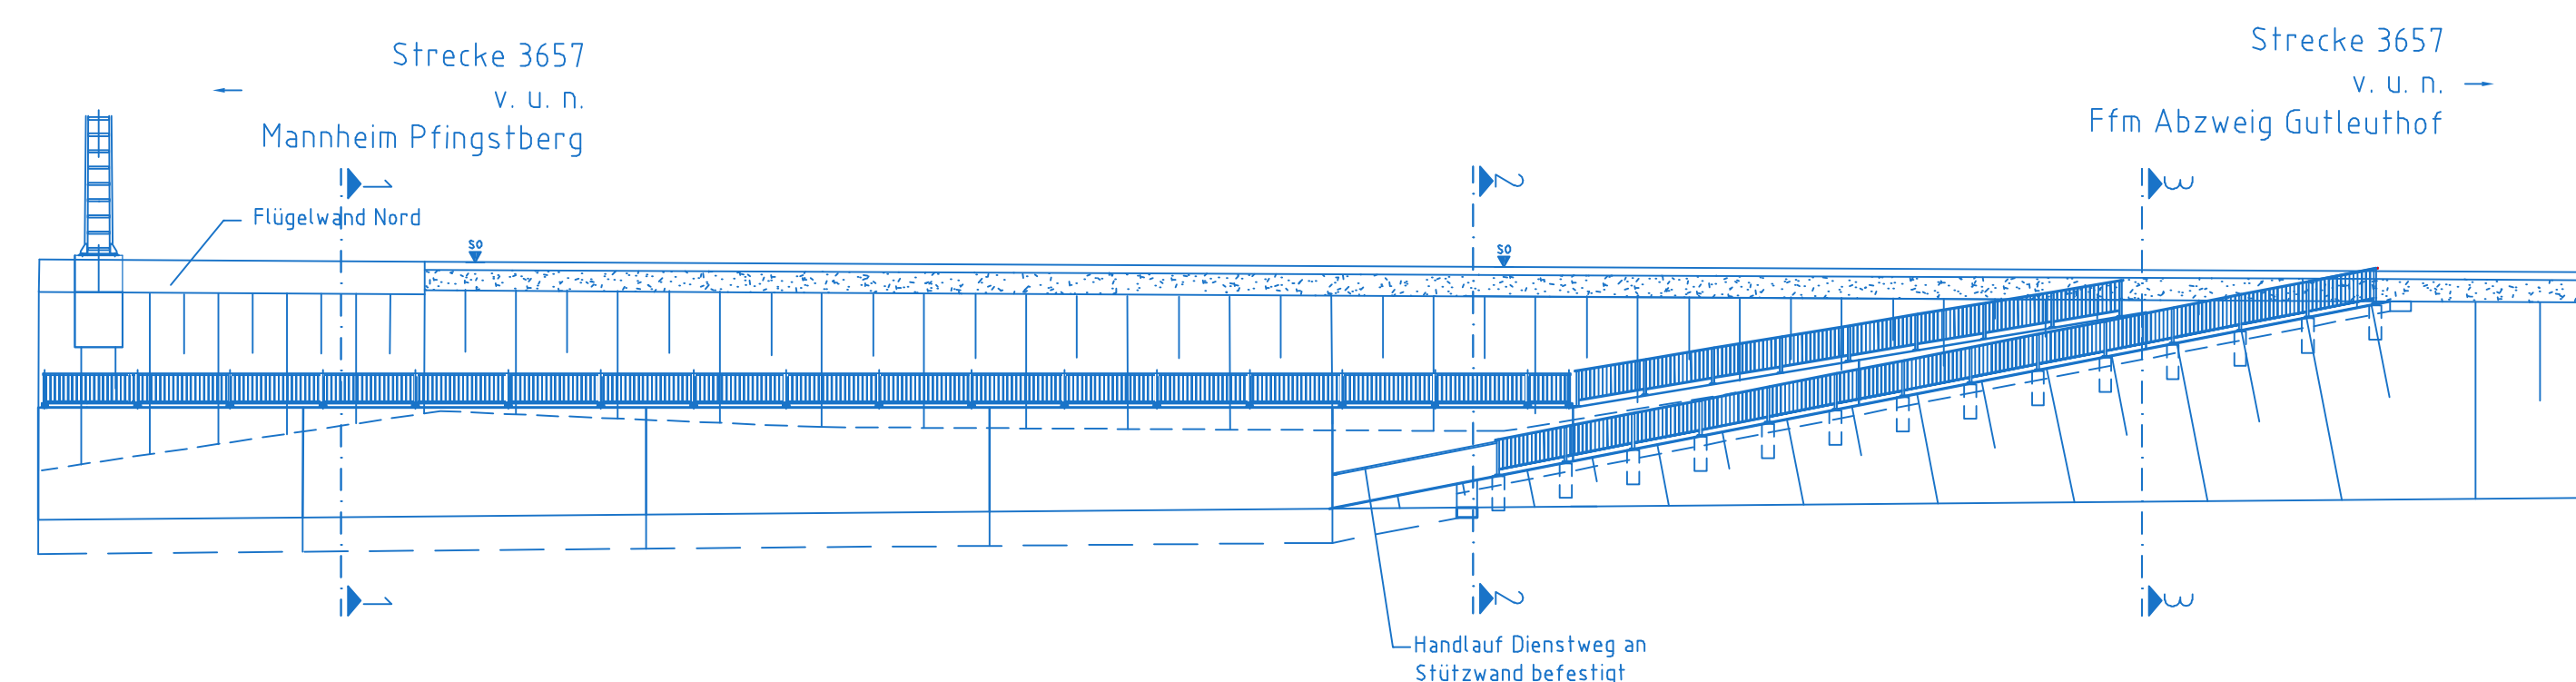 Strecke 3657
v. u. n.
Mannheim Pfingstberg
Strecke 3657
v. u. n.
Ffm Abzweig Gutleuthof
1
2
3
Flügelwand Nord
SO
SO
1
2
3
Handlauf Dienstweg an
Stützwand befestigt